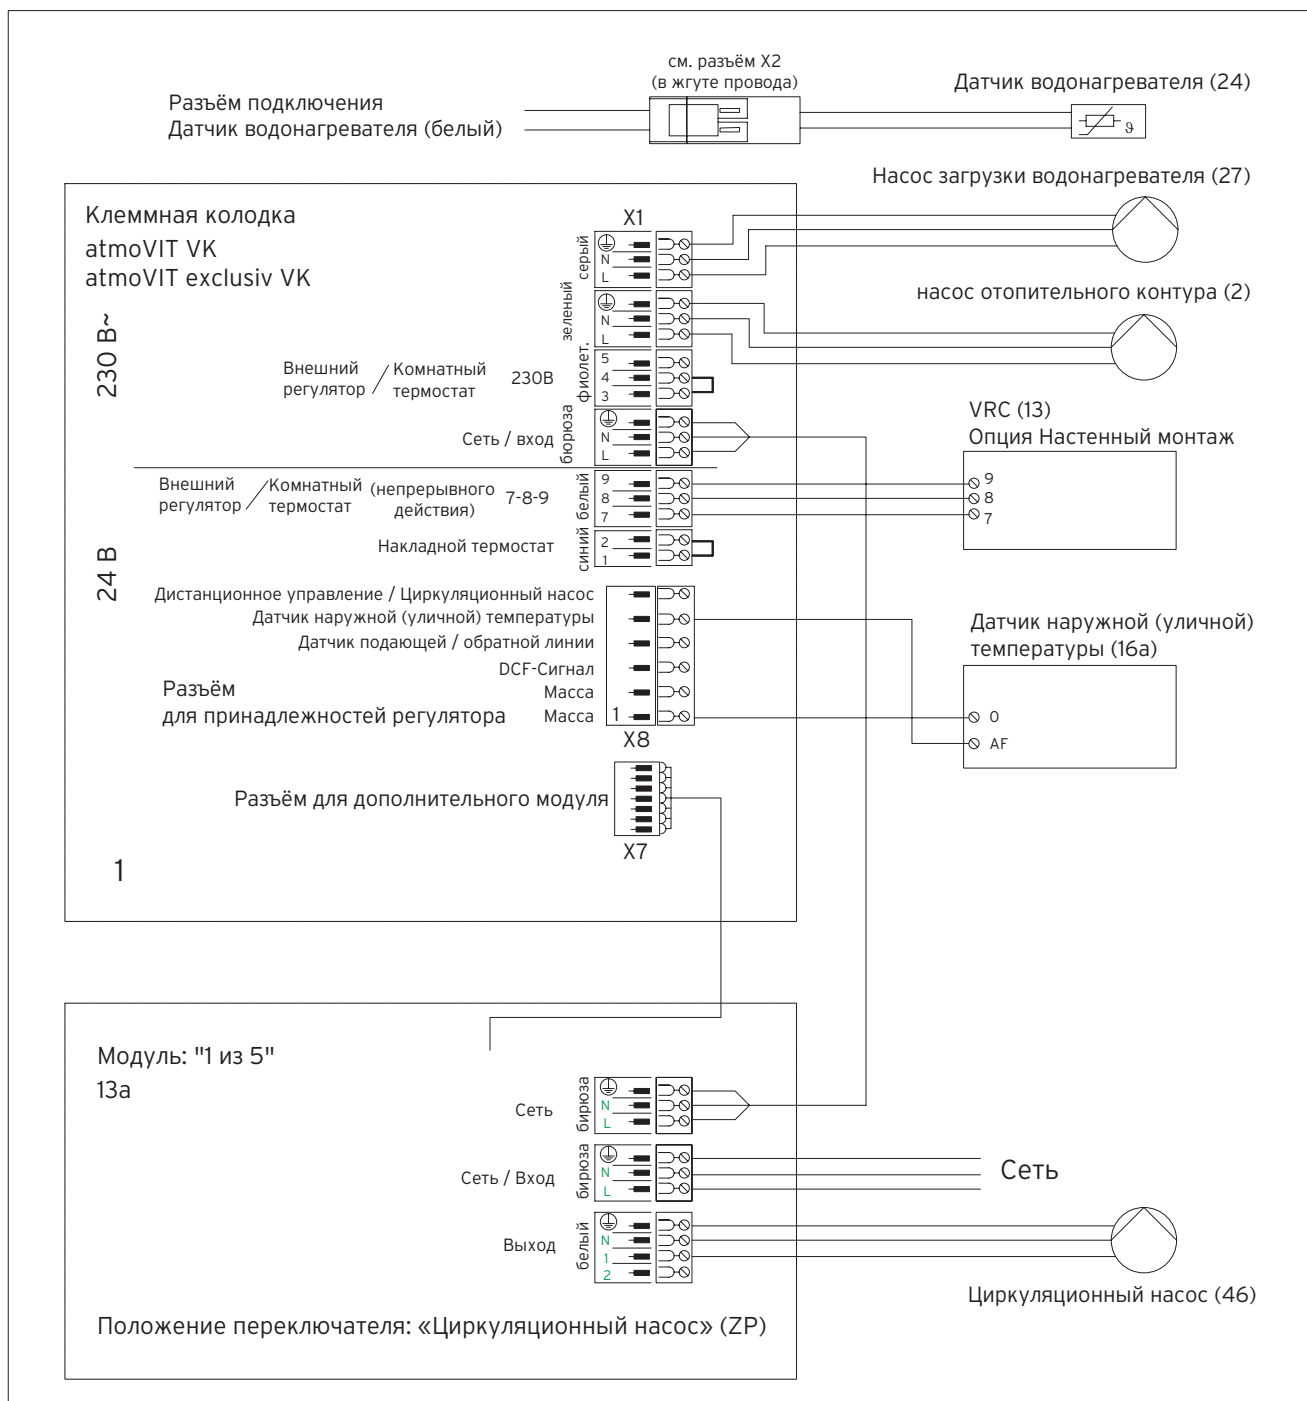 см. разъём X2
(в жгуте провода)
Датчик водонагревателя (24)
Разъём подключения
Датчик водонагревателя (белый)
ϑ
Насос загрузки водонагревателя (27)
Клеммная колодка
atmoVIT VK
atmoVIT exclusiv VK
X1
серый
N
L
насос отопительного контура (2)
зеленый
N
L
230 В~
Внешний регулятор / Комнатный термостат 230В
фиолет.
5
4
3
VRC (13)
Опция Настенный монтаж
Сеть / вход
бюрюза
N
L
Внешний регулятор / Комнатный термостат (непрерывного действия) 7-8-9
белый
9
8
7
9
8
7
24 В
Накладной термостат
синий
2
1
Дистанционное управление / Циркуляционный насос
Датчик наружной (уличной) температуры
Датчик подающей / обратной линии
DCF-Сигнал
Масса
Масса
1
Разъём
для принадлежностей регулятора
X8
Датчик наружной (уличной)
температуры (16a)
0
AF
Разъём для дополнительного модуля
X7
1
Модуль: "1 из 5"
13a
Сеть
бирюза
N
L
Сеть / Вход
бирюза
N
L
Сеть
Выход
белый
N
1
2
Циркуляционный насос (46)
Положение переключателя: «Циркуляционный насос» (ZP)